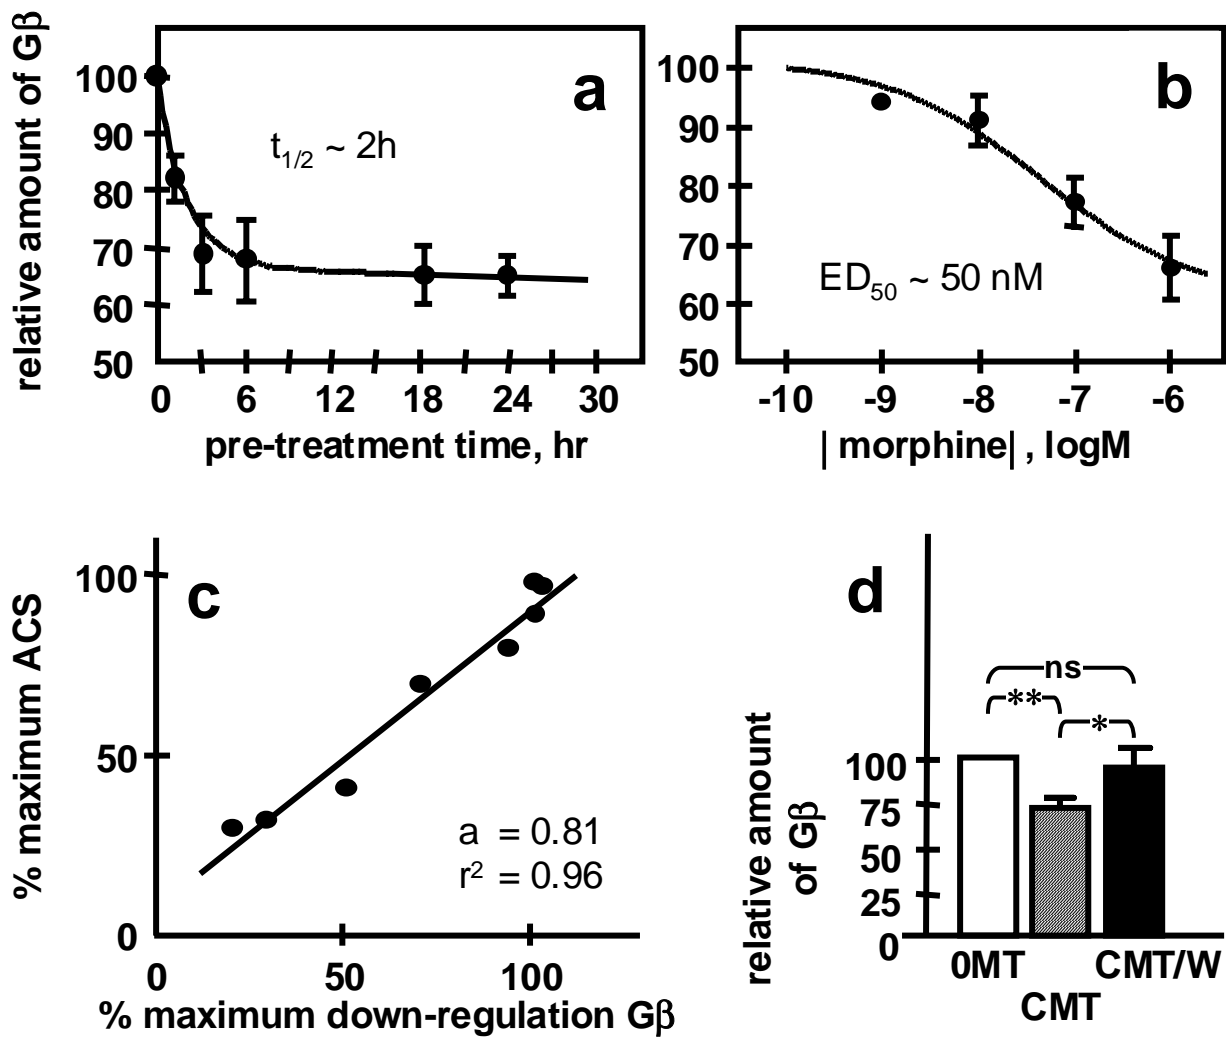 relative amount of Gβ
a
t1/2 ~ 2h
100
90
80
70
60
50
0 6 12 18 24 30
pre-treatment time, hr
b
ED50 ~ 50 nM
100
90
80
70
60
50
-10 -9 -8 -7 -6
|morphine| , logM
% maximum ACS
c
100
50
0
a = 0.81
r2 = 0.96
0 50 100
% maximum down-regulation Gβ
d
relative amount
of Gβ
ns
**
*
100
75
50
25
0
0MT CMT/W
CMT